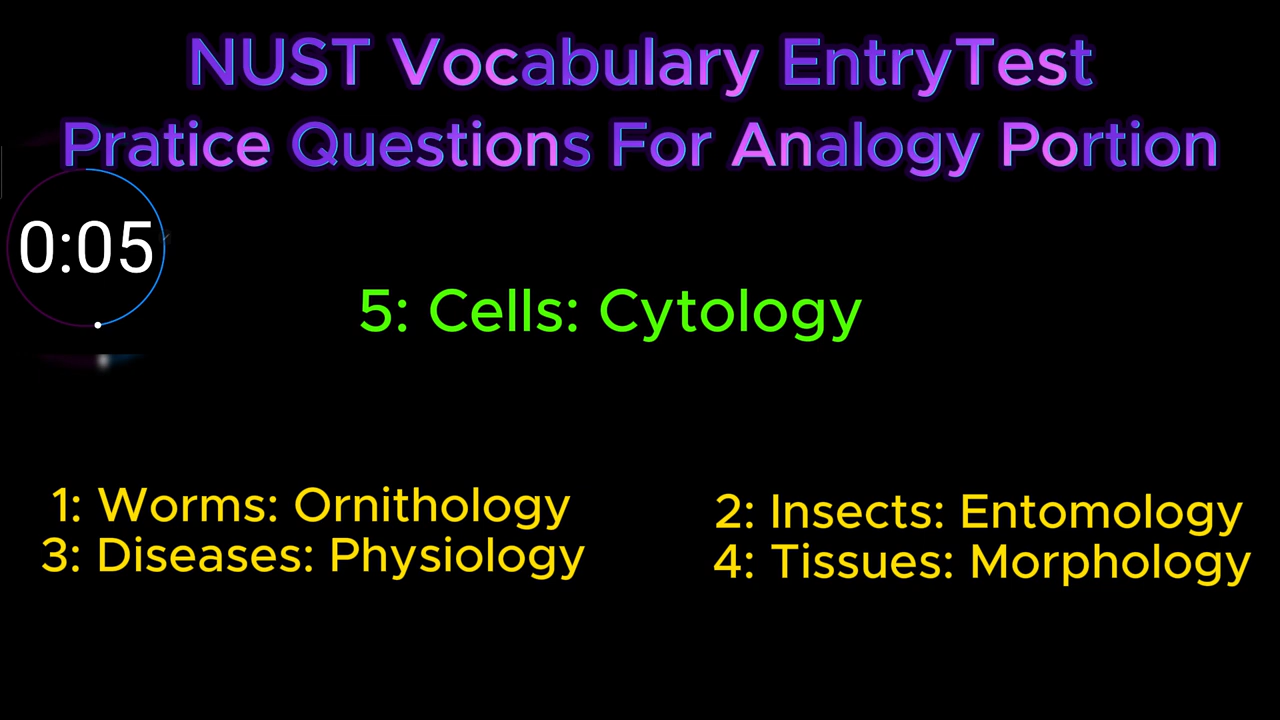 NUST Vocabulary EntryTest
Pratice Questions For Analogy Portion
0:05
5: Cells: Cytology
1: Worms: Ornithology
2: Insects: Entomology
3: Diseases: Physiology
4: Tissues: Morphology